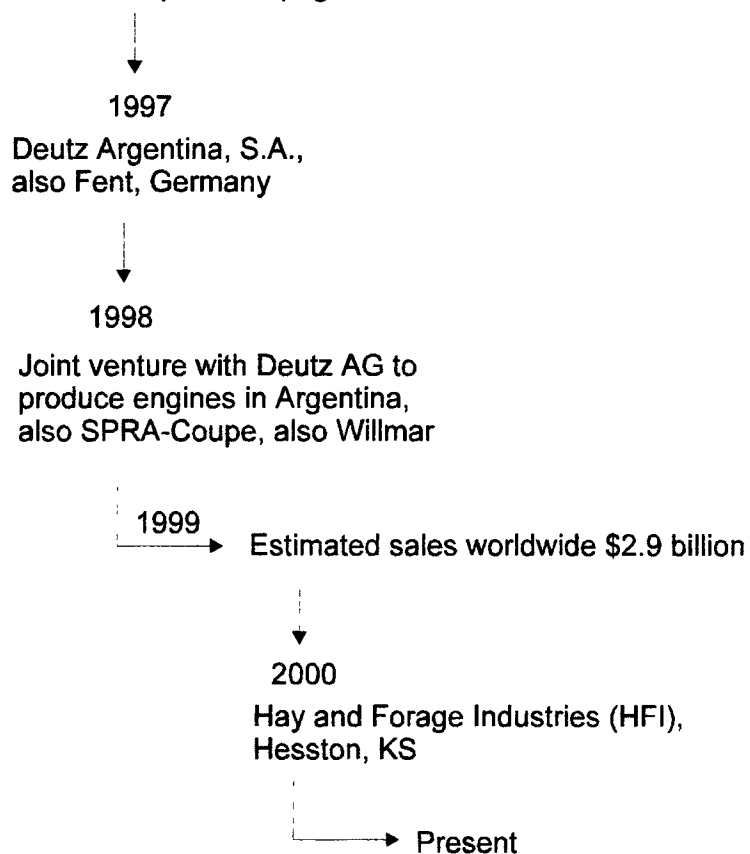 1997
Deutz Argentina, S.A.,
also Fent, Germany
1998
Joint venture with Deutz AG to
produce engines in Argentina,
also SPRA-Coupe, also Willmar
1999
Estimated sales worldwide $2.9 billion
2000
Hay and Forage Industries (HFI),
Hesston, KS
Present